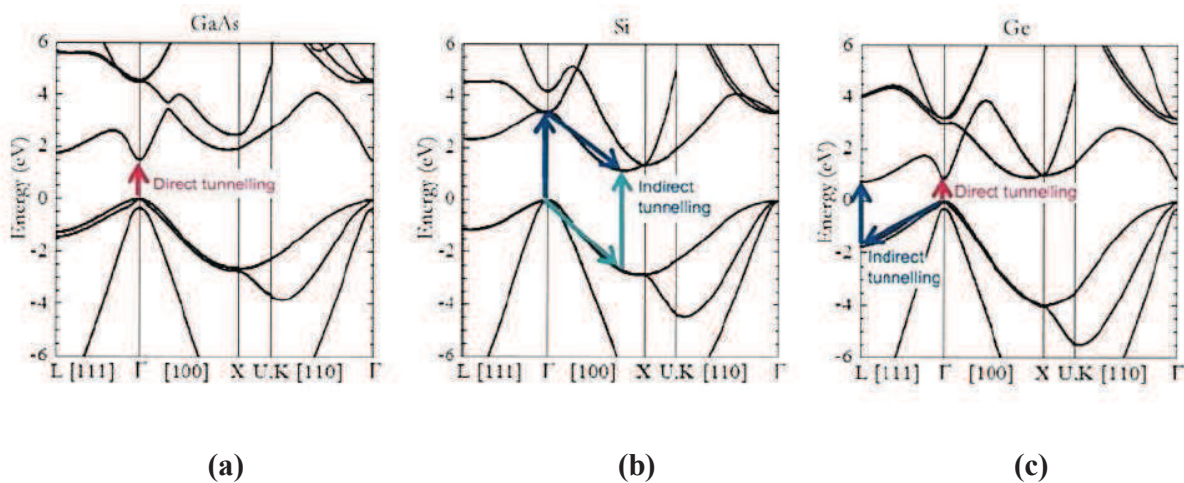 GaAs
6
4
2
0
-2
-4
-6
Energy (eV)
Direct tunnelling
L [111] Γ [100] X U,K [110] Γ
(a)
Si
6
4
2
0
-2
-4
-6
Energy (eV)
Indirect
tunnelling
L [111] Γ [100] X U,K [110] Γ
(b)
Ge
6
4
2
0
-2
-4
-6
Energy (eV)
Direct tunnelling
Indirect
tunnelling
L [111] Γ [100] X U,K [110] Γ
(c)